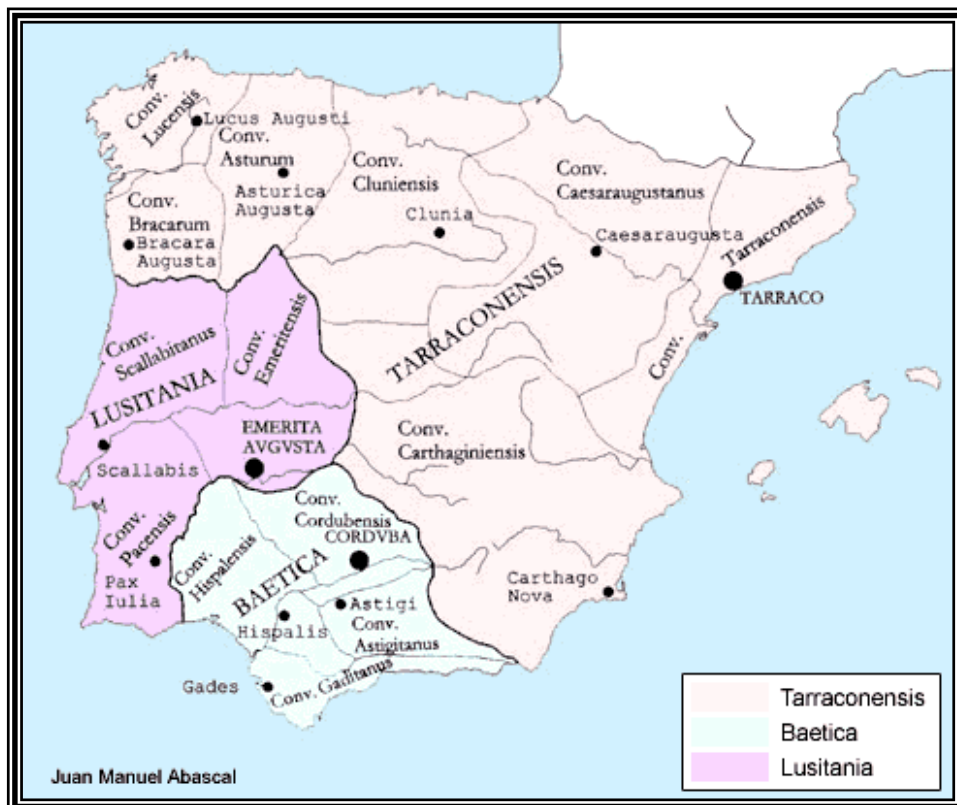 Conv.
Lucensis
Lucus Augusti
Conv.
Asturum
Asturica
Augusta
Conv.
Cluniensis
Clunia
Conv.
Caesaraugustanus
Caesaraugusta
Tarraconensis
TARRACO
Conv.
Conv.
Bracarum
Bracara
Augusta
TARRACONENSIS
Conv.
Scallabitanus
Conv.
Emeritensis
LUSITANIA
EMERITA
AVGVSTA
Scallabis
Conv.
Carthaginiensis
Conv.
Pacensis
Pax
Iulia
Conv.
Hispalensis
Conv.
Cordubensis
CORDVBA
BAETICA
Astigi
Hispalis
Conv.
Astigitanus
Carthago
Nova
Gades
Conv. Gaditanus
Tarraconensis
Baetica
Lusitania
Juan Manuel Abascal